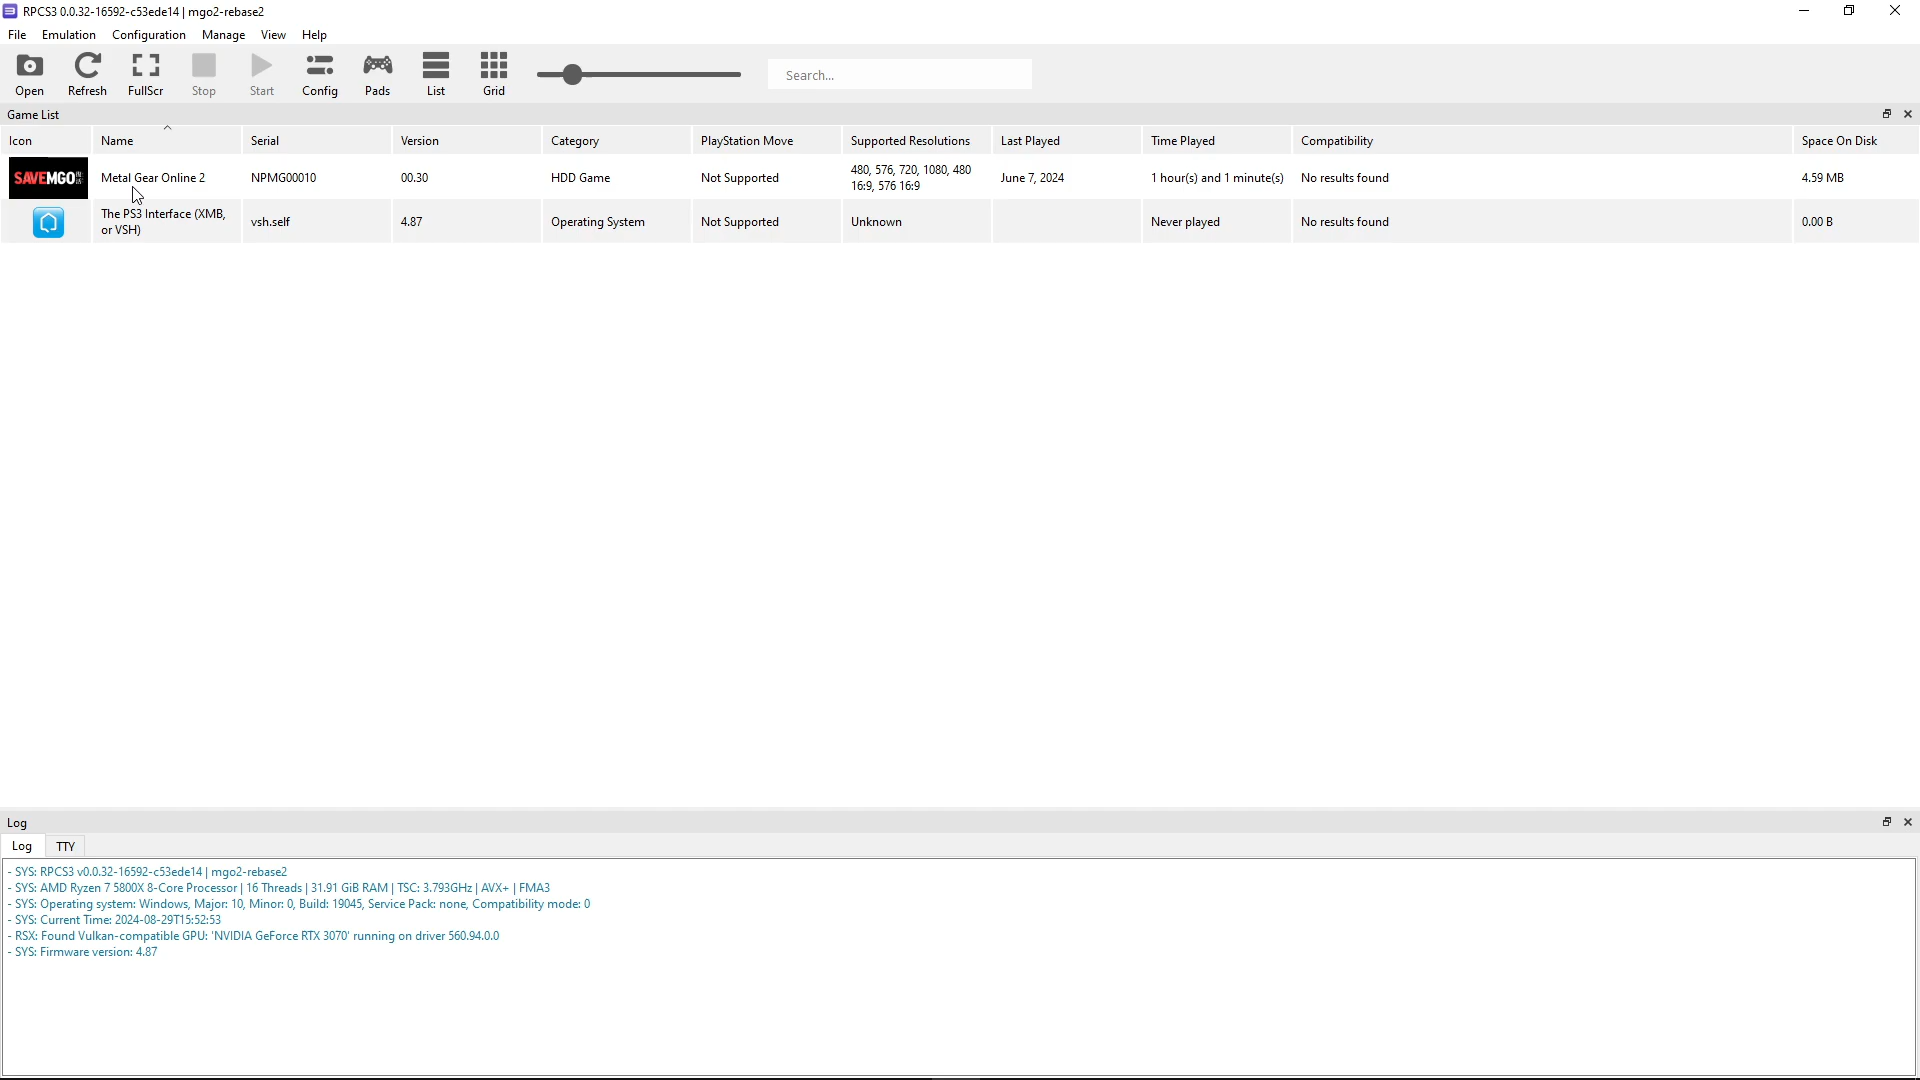 RPCS3 0.0.32-16592-c53ede14 | mgo2-rebase2
File Emulation Configuration Manage View Help
Open Refresh FullScr Stop Start Config Pads List Grid Search...
Game List
Icon Name Serial Version Category PlayStation Move Supported Resolutions Last Played Time Played Compatibility Space On Disk
SAVEMGO Metal Gear Online 2 NPMG00010 00.30 HDD Game Not Supported 480, 576, 720, 1080, 480 June 7, 2024 1 hour(s) and 1 minute(s) No results found 4.59 MB
16:9, 576 16:9
The PS3 Interface (XMB, vsh.self 4.87 Operating System Not Supported Unknown Never played No results found 0.00 B
or VSH)
Log
Log TTY
- SYS: RPCS3 v0.0.32-16592-c53ede14 | mgo2-rebase2
- SYS: AMD Ryzen 7 5800X 8-Core Processor | 16 Threads | 31.91 GiB RAM | TSC: 3.793GHz | AVX+ | FMA3
- SYS: Operating system: Windows, Major: 10, Minor: 0, Build: 19045, Service Pack: none, Compatibility mode: 0
- SYS: Current Time: 2024-08-29T15:52:53
- RSX: Found Vulkan-compatible GPU: 'NVIDIA GeForce RTX 3070' running on driver 560.94.0.0
- SYS: Firmware version: 4.87